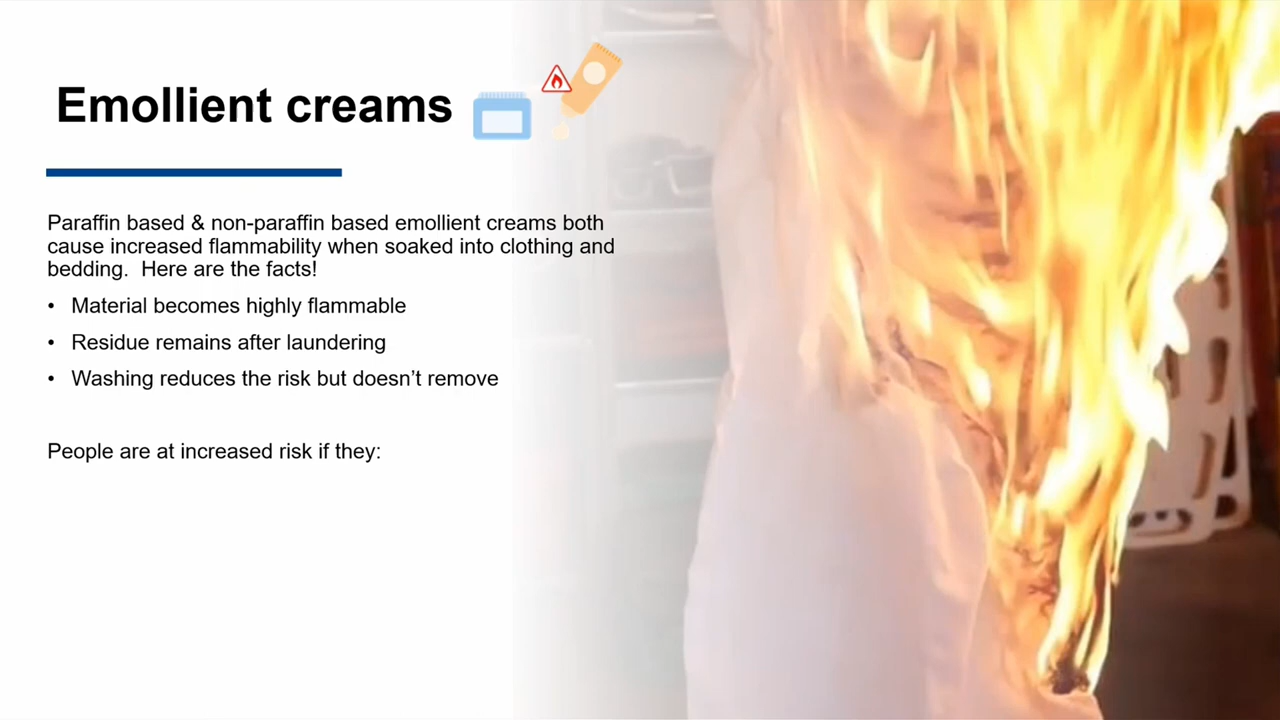 Emollient creams
Paraffin based & non-paraffin based emollient creams both
cause increased flammability when soaked into clothing and
bedding.  Here are the facts!
• Material becomes highly flammable
• Residue remains after laundering
• Washing reduces the risk but doesn’t remove
People are at increased risk if they: